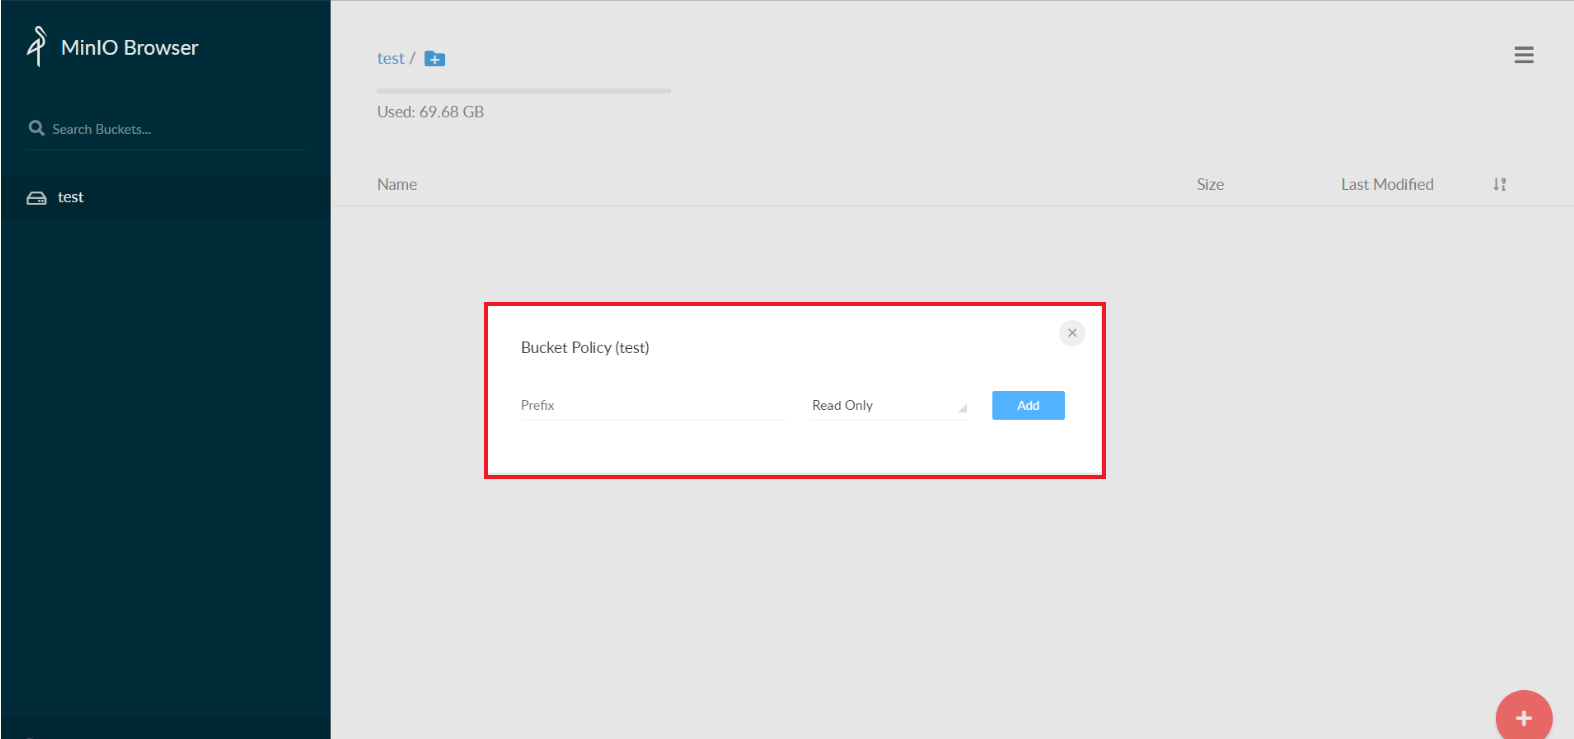 MinIO Browser
Search Buckets...
test
test /
Used: 69.68 GB
Name Size Last Modified
Bucket Policy (test)
Prefix Read Only Add